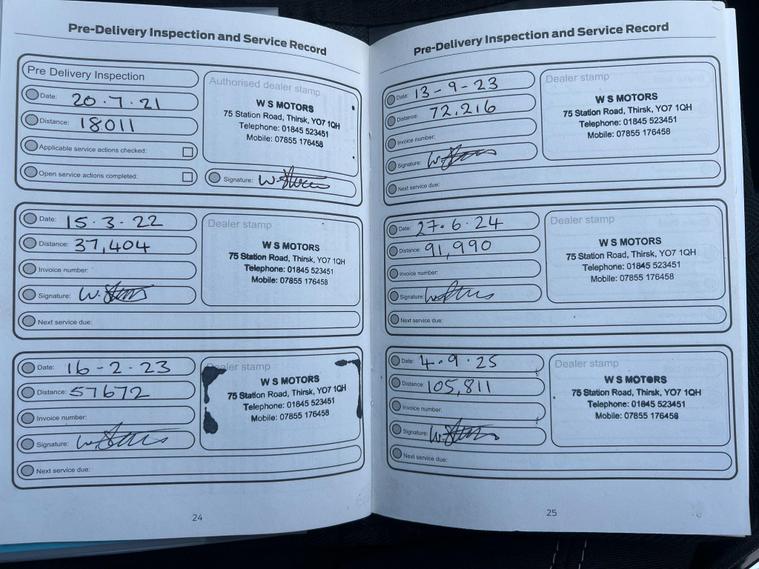 Pre-Delivery Inspection and Service Record
Pre Delivery Inspection
Date: 20.7.21
Distance: 18011
Applicable service actions checked:
Open service actions completed:
Authorised dealer stamp
W S MOTORS
75 Station Road, Thirsk, YO7 1QH
Telephone: 01845 523451
Mobile: 07855 176458
Signature:
Date: 15.3.22
Distance: 37,404
Invoice number:
Signature:
Next service due:
Dealer stamp
W S MOTORS
75 Station Road, Thirsk, YO7 1QH
Telephone: 01845 523451
Mobile: 07855 176458
Date: 16-2-23
Distance: 57672
Invoice number:
Signature:
Next service due:
Dealer stamp
W S MOTORS
75 Station Road, Thirsk, YO7 1QH
Telephone: 01845 523451
Mobile: 07855 176458
24
Pre-Delivery Inspection and Service Record
Date: 13-9-23
Distance: 72,216
Invoice number:
Signature:
Next service due:
Dealer stamp
W S MOTORS
75 Station Road, Thirsk, YO7 1QH
Telephone: 01845 523451
Mobile: 07855 176458
Date: 27.6.24
Distance: 91,990
Invoice number:
Signature:
Next service due:
Dealer stamp
W S MOTORS
75 Station Road, Thirsk, YO7 1QH
Telephone: 01845 523451
Mobile: 07855 176458
Date: 4.9.25
Distance: 105,811
Invoice number:
Signature:
Next service due:
Dealer stamp
W S MOTORS
75 Station Road, Thirsk, YO7 1QH
Telephone: 01845 523451
Mobile: 07855 176458
25